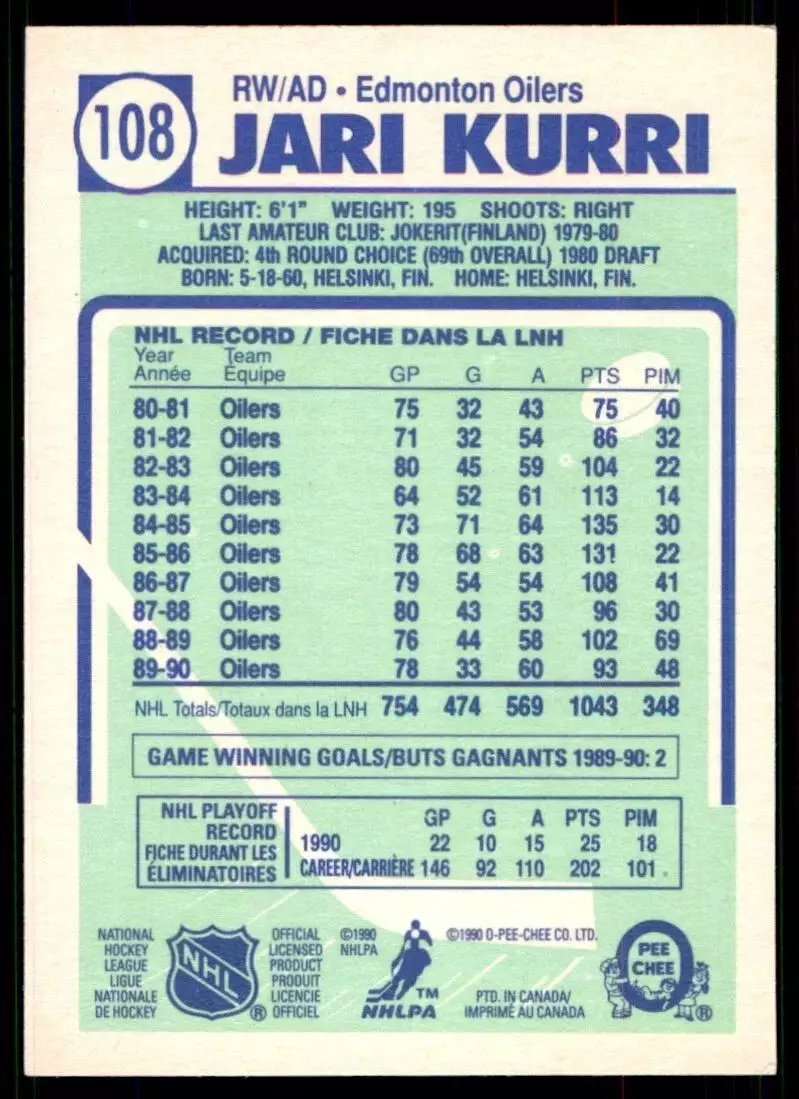 108
RW/AD • Edmonton Oilers
JARI KURRI
HEIGHT: 6'1" WEIGHT: 195 SHOOTS: RIGHT
LAST AMATEUR CLUB: JOKERIT(FINLAND) 1979-80
ACQUIRED: 4th ROUND CHOICE (69th OVERALL) 1980 DRAFT
BORN: 5-18-60, HELSINKI, FIN. HOME: HELSINKI, FIN.
NHL RECORD / FICHE DANS LA LNH
Year Team
Année Équipe GP G A PTS PIM
80-81 Oilers 75 32 43 75 40
81-82 Oilers 71 32 54 86 32
82-83 Oilers 80 45 59 104 22
83-84 Oilers 64 52 61 113 14
84-85 Oilers 73 71 64 135 30
85-86 Oilers 78 68 63 131 22
86-87 Oilers 79 54 54 108 41
87-88 Oilers 80 43 53 96 30
88-89 Oilers 76 44 58 102 69
89-90 Oilers 78 33 60 93 48
NHL Totals/Totaux dans la LNH 754 474 569 1043 348
GAME WINNING GOALS/BUTS GAGNANTS 1989-90: 2
NHL PLAYOFF
RECORD
FICHE DURANT LES
ÉLIMINATOIRES
GP G A PTS PIM
1990 22 10 15 25 18
CAREER/CARRIÈRE 146 92 110 202 101
NATIONAL
HOCKEY
LEAGUE
LIGUE
NATIONALE
DE HOCKEY
NHL
®
OFFICIAL
LICENSED
PRODUCT
PRODUIT
LICENCIÉ
OFFICIEL
©1990
NHLPA
TM
NHLPA
©1990 O-PEE-CHEE CO. LTD.
PTD. IN CANADA/
IMPRIMÉ AU CANADA
O
PEE
CHEE
®